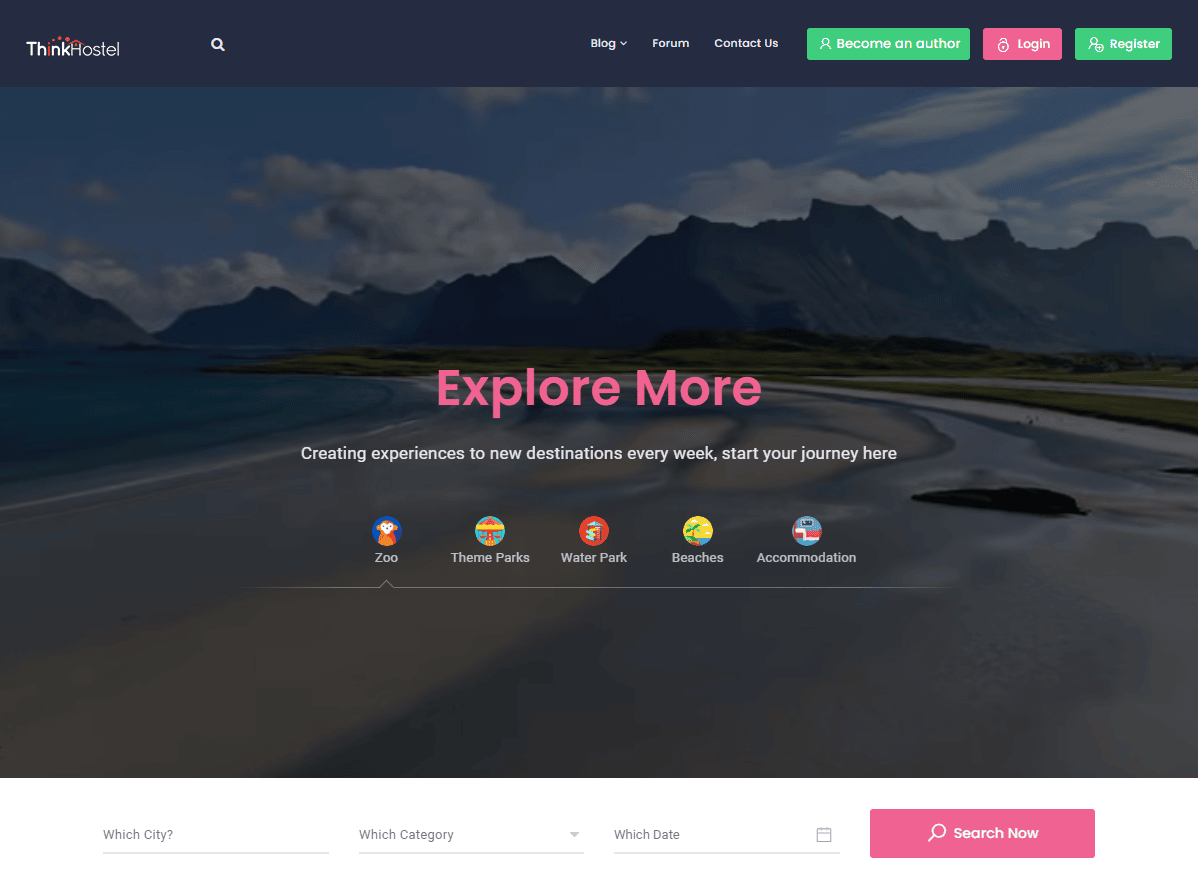 ThinkHostel
Blog Forum Contact Us Become an author Login Register
Explore More
Creating experiences to new destinations every week, start your journey here
Zoo Theme Parks Water Park Beaches Accommodation
Which City? Which Category Which Date Search Now